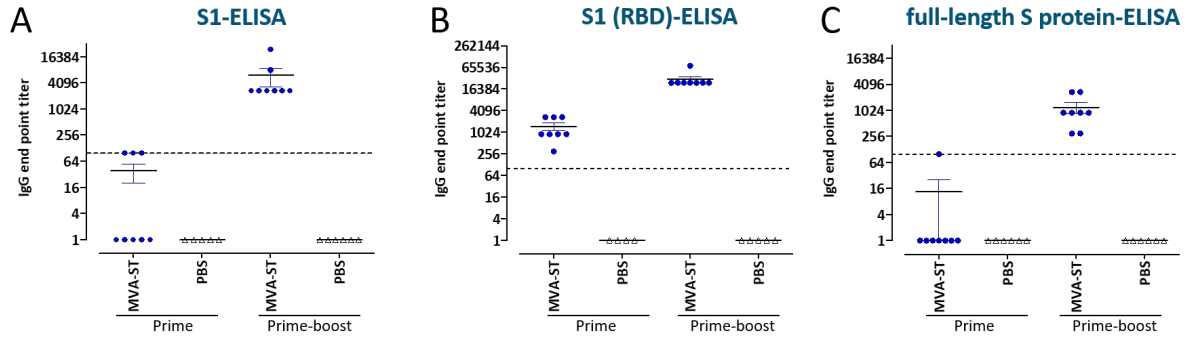 A
S1-ELISA
IgG end point titer
16384
4096
1024
256
64
16
4
1
MVA-ST
PBS
MVA-ST
PBS
Prime
Prime-boost
B
S1 (RBD)-ELISA
IgG end point titer
262144
65536
16384
4096
1024
256
64
16
4
1
MVA-ST
PBS
MVA-ST
PBS
Prime
Prime-boost
C
full-length S protein-ELISA
IgG end point titer
16384
4096
1024
256
64
16
4
1
MVA-ST
PBS
MVA-ST
PBS
Prime
Prime-boost